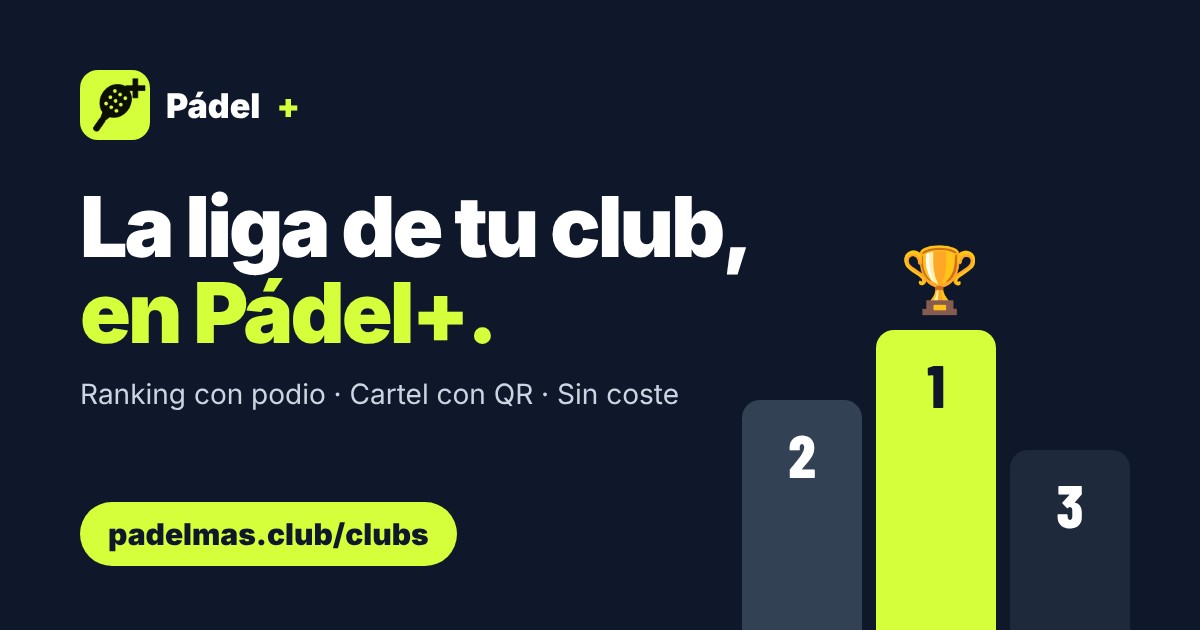 Pádel +
La liga de tu club,
en Pádel+.
Ranking con podio · Cartel con QR · Sin coste
padelmas.club/clubs
1
2
3